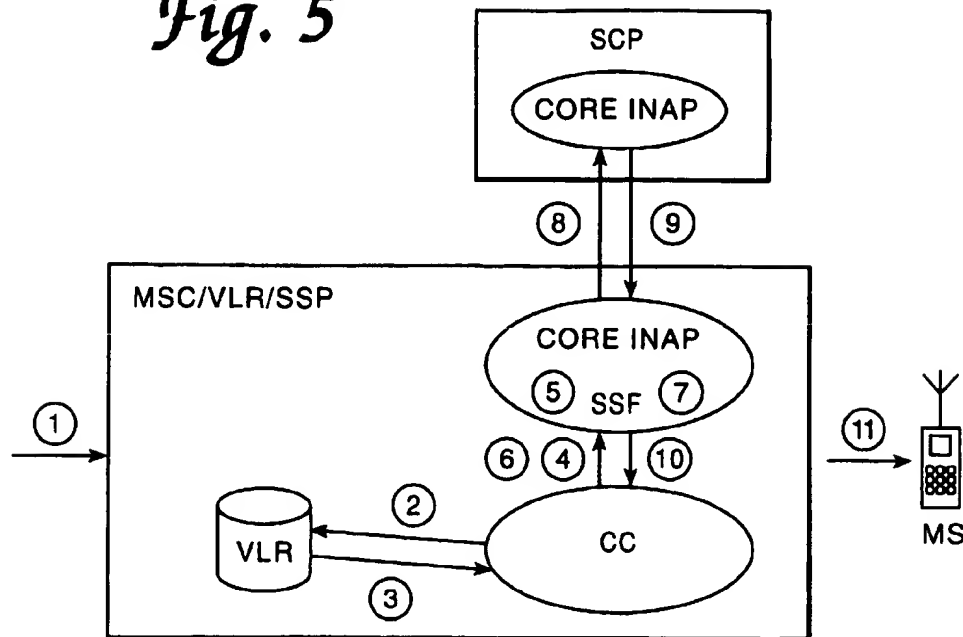 Fig. 5
SCP
CORE INAP
8
9
MSC/VLR/SSP
CORE INAP
5
SSF
7
1
11
6
4
10
2
VLR
CC
MS
3